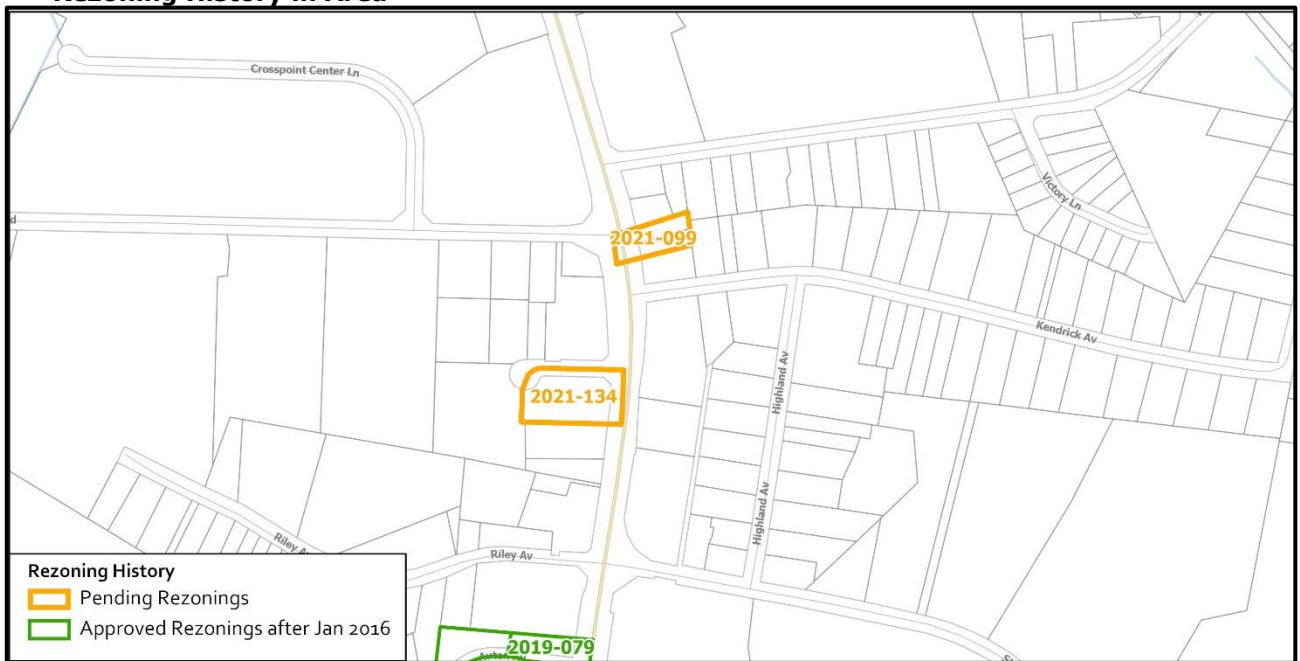 Rezoning History in Area
Crosspoint Center Ln
d
Victory Ln
2021-099
Kendrick Av
Highland Av
2021-134
Highland Av
Riley Av
Riley Av
Rezoning History
Pending Rezonings
Approved Rezonings after Jan 2016
2019-079